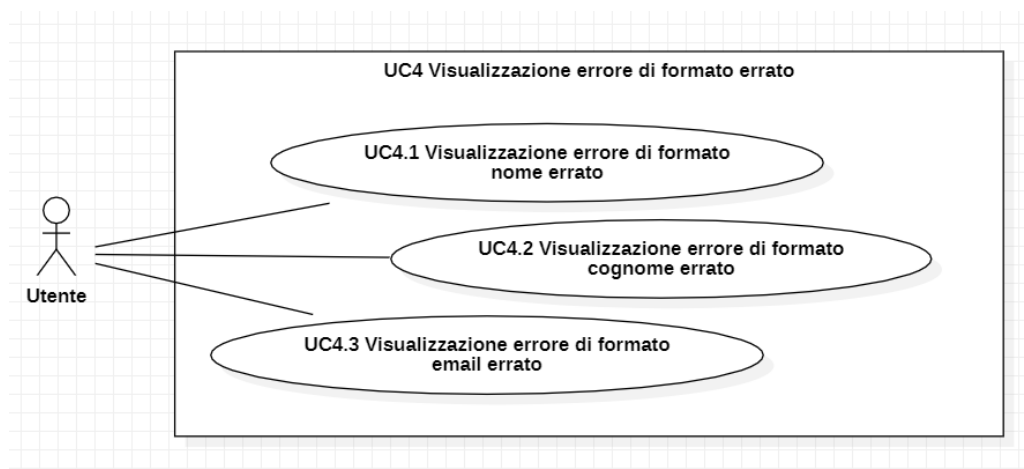 UC4 Visualizzazione errore di formato errato
UC4.1 Visualizzazione errore di formato
nome errato
UC4.2 Visualizzazione errore di formato
cognome errato
Utente
UC4.3 Visualizzazione errore di formato
email errato